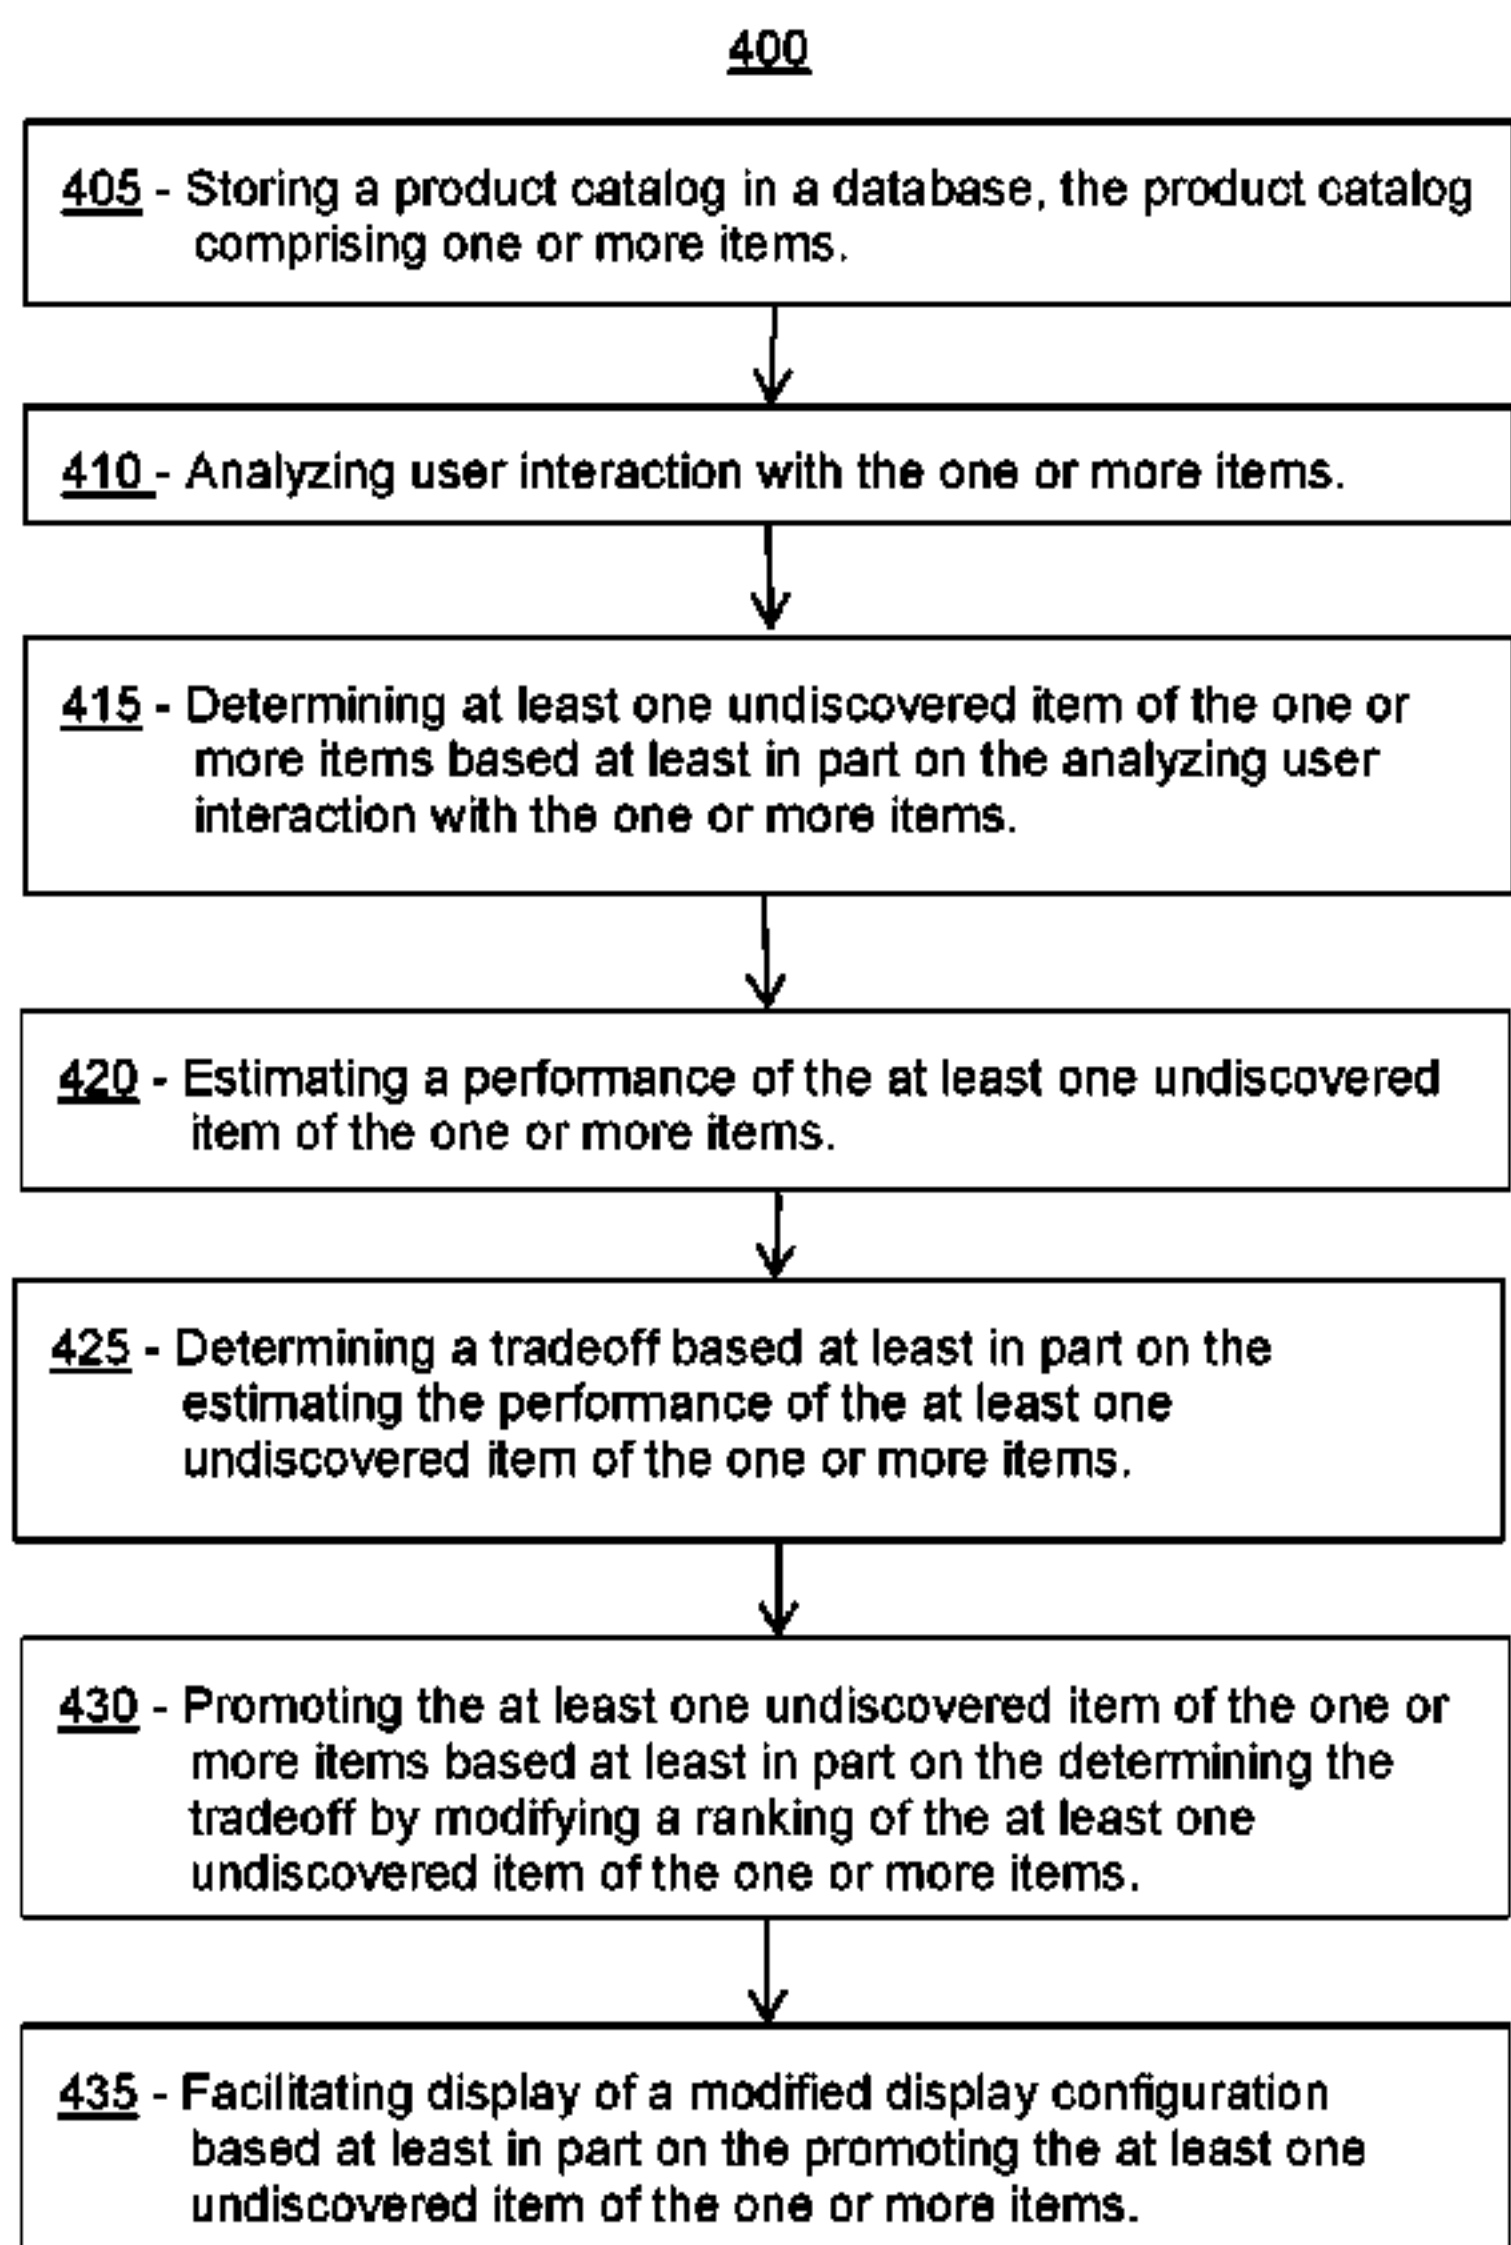 400
405 - Storing a product catalog in a database, the product catalog
comprising one or more items.
410 - Analyzing user interaction with the one or more items.
415 - Determining at least one undiscovered item of the one or
more items based at least in part on the analyzing user
interaction with the one or more items.
420 - Estimating a performance of the at least one undiscovered
item of the one or more items.
425 - Determining a tradeoff based at least in part on the
estimating the performance of the at least one
undiscovered item of the one or more items.
430 - Promoting the at least one undiscovered item of the one or
more items based at least in part on the determining the
tradeoff by modifying a ranking of the at least one
undiscovered item of the one or more items.
435 - Facilitating display of a modified display configuration
based at least in part on the promoting the at least one
undiscovered item of the one or more items.